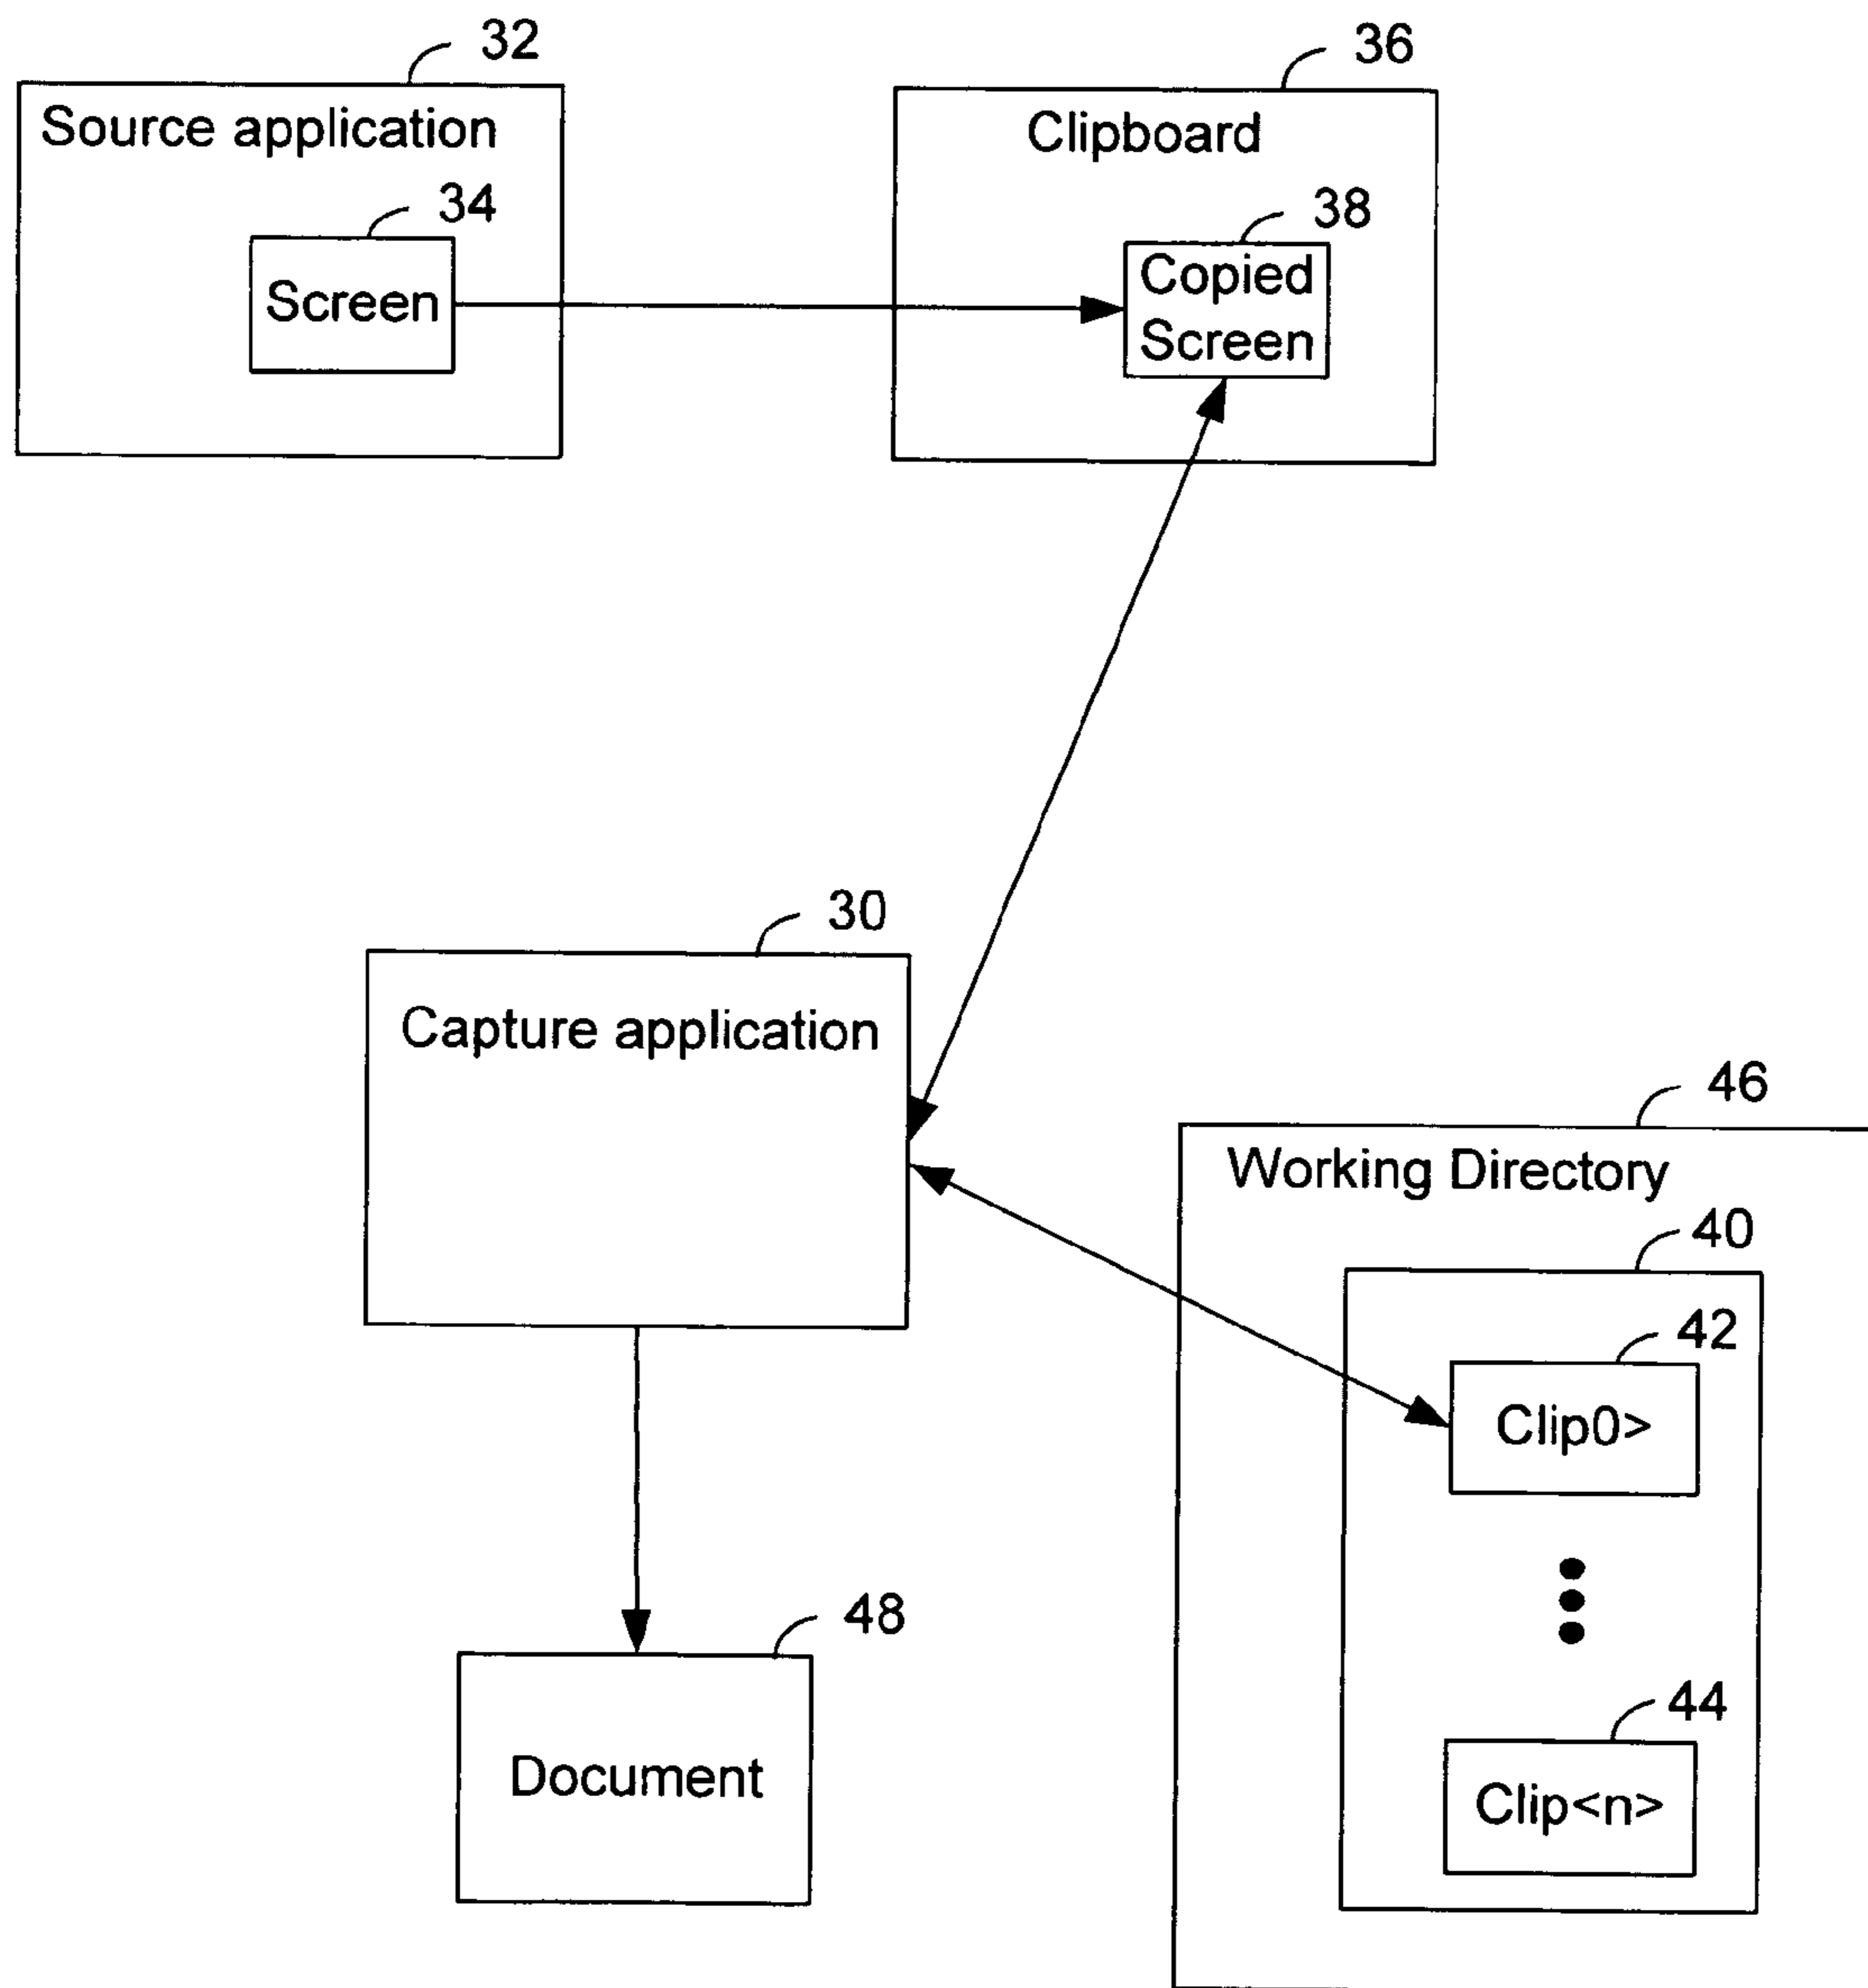 32
Source application
34
Screen
36
Clipboard
38
Copied
Screen
30
Capture application
46
Working Directory
40
42
Clip0>
44
Clip<n>
48
Document